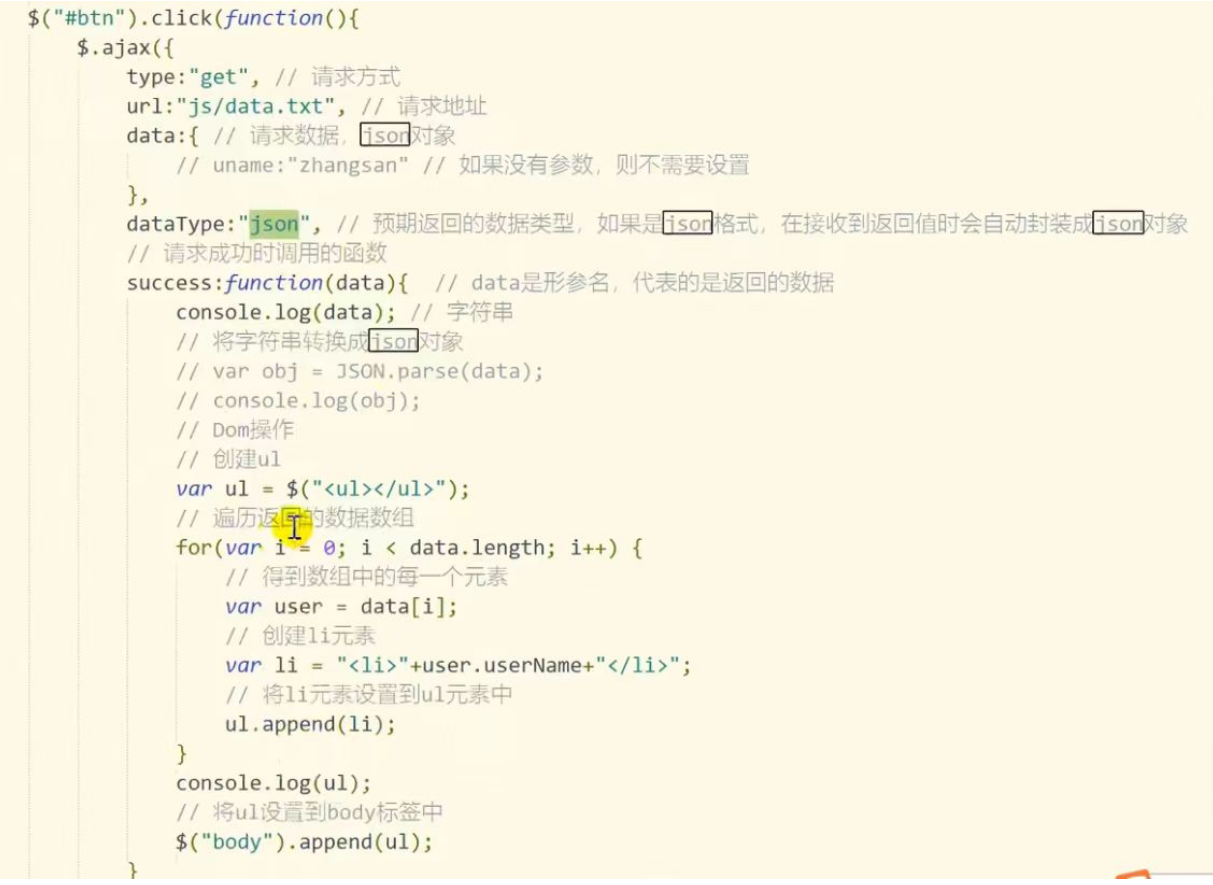 $("#btn").click(function(){
$.ajax({
type:"get", // 请求方式
url:"js/data.txt", // 请求地址
data:{ // 请求数据，json对象
// uname:"zhangsan" // 如果没有参数，则不需要设置
},
dataType:"json", // 预期返回的数据类型，如果是json格式，在接收到返回值时会自动封装成json对象
// 请求成功时调用的函数
success:function(data){ // data是形参名，代表的是返回的数据
console.log(data); // 字符串
// 将字符串转换成json对象
// var obj = JSON.parse(data);
// console.log(obj);
// Dom操作
// 创建ul
var ul = $("<ul></ul>");
// 遍历返回的数据数组
for(var i = 0; i < data.length; i++) {
// 得到数组中的每一个元素
var user = data[i];
// 创建li元素
var li = "<li>"+user.userName+"</li>";
// 将li元素设置到ul元素中
ul.append(li);
}
console.log(ul);
// 将ul设置到body标签中
$("body").append(ul);
}